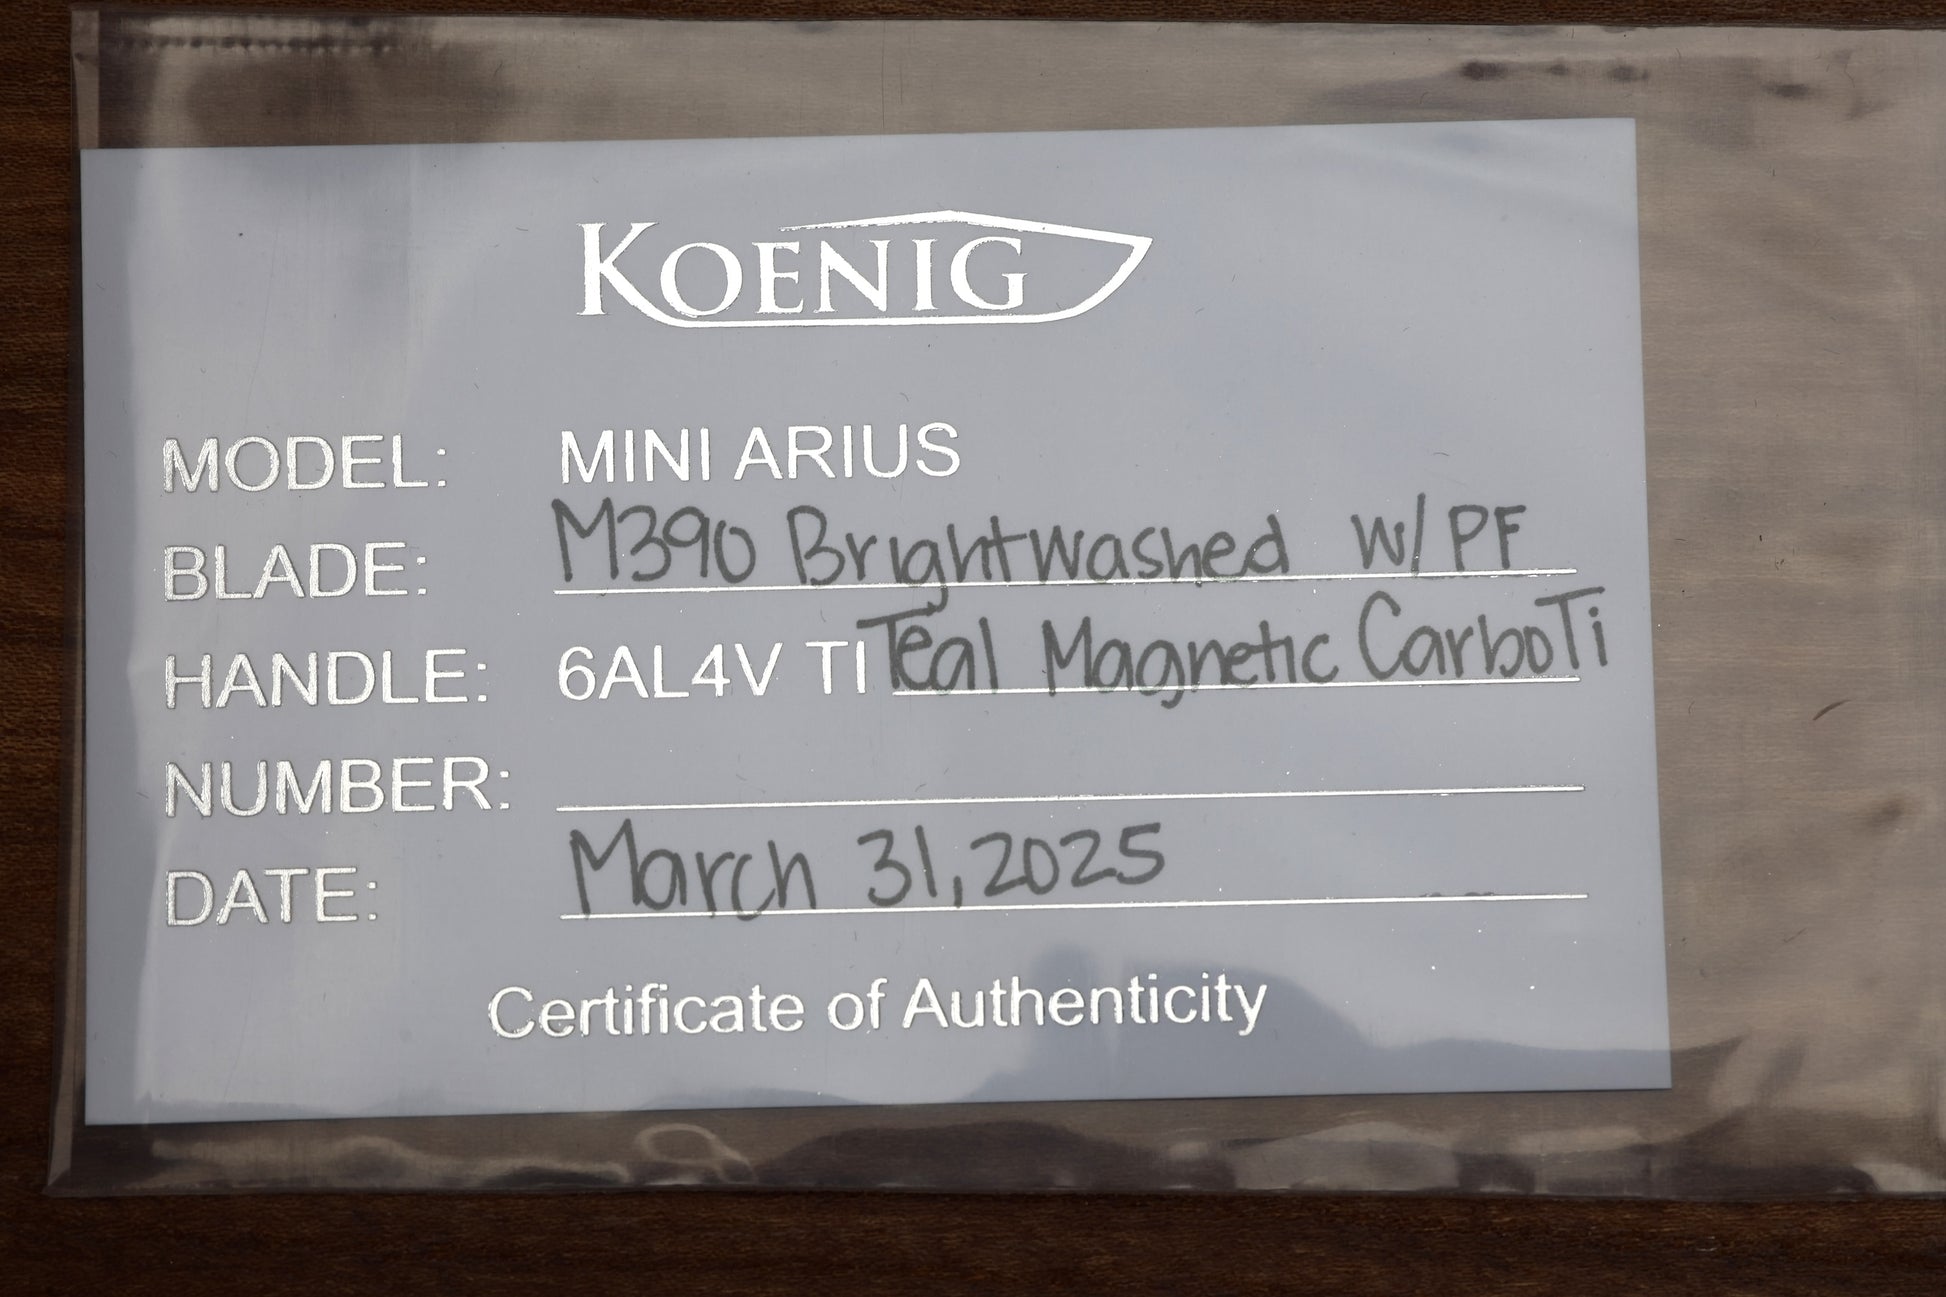 KOENIG
MODEL: MINI ARIUS
BLADE: M390 Brightwashed w/ PF
HANDLE: 6AL4V TI Teal Magnetic CarboTi
NUMBER:
DATE: March 31, 2025
Certificate of Authenticity